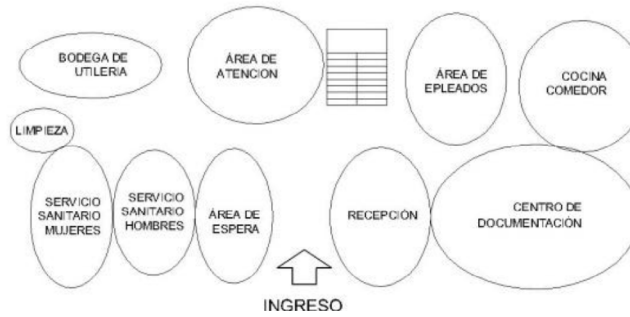 BODEGA DE
UTILERIA
ÁREA DE
ATENCION
ÁREA DE
EPLEADOS
COCINA
COMEDOR
LIMPIEZA
SERVICIO
SANITARIO
MUJERES
SERVICIO
SANITARIO
HOMBRES
ÁREA DE
ESPERA
RECEPCIÓN
CENTRO DE
DOCUMENTACIÓN
INGRESO